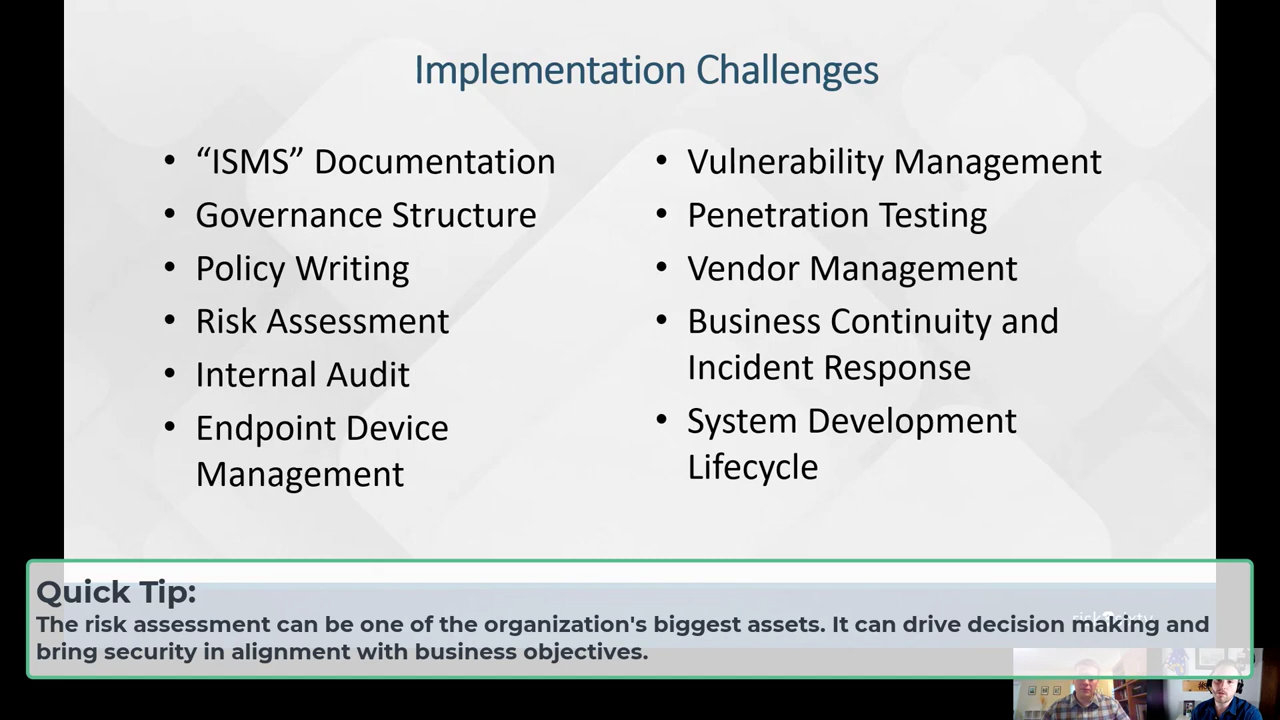 Implementation Challenges
• “ISMS” Documentation
• Governance Structure
• Policy Writing
• Risk Assessment
• Internal Audit
• Endpoint Device
Management
• Vulnerability Management
• Penetration Testing
• Vendor Management
• Business Continuity and
Incident Response
• System Development
Lifecycle
Quick Tip:
The risk assessment can be one of the organization's biggest assets. It can drive decision making and
bring security in alignment with business objectives.